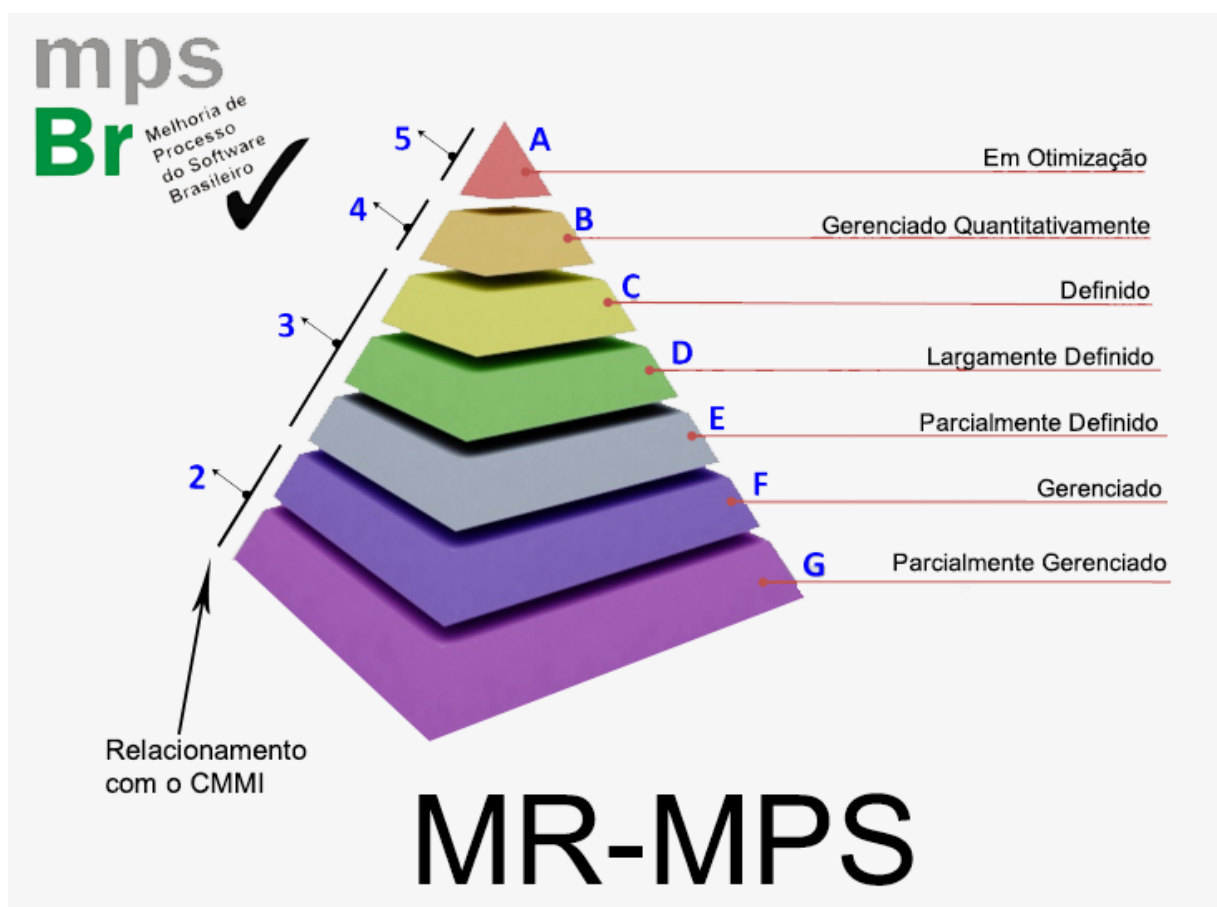 mps
Br
Melhoria de
Processo
do Software
Brasileiro
5
A
Em Otimização
4
B
Gerenciado Quantitativamente
C
Definido
3
D
Largamente Definido
E
Parcialmente Definido
2
F
Gerenciado
G
Parcialmente Gerenciado
Relacionamento
com o CMMI
MR-MPS